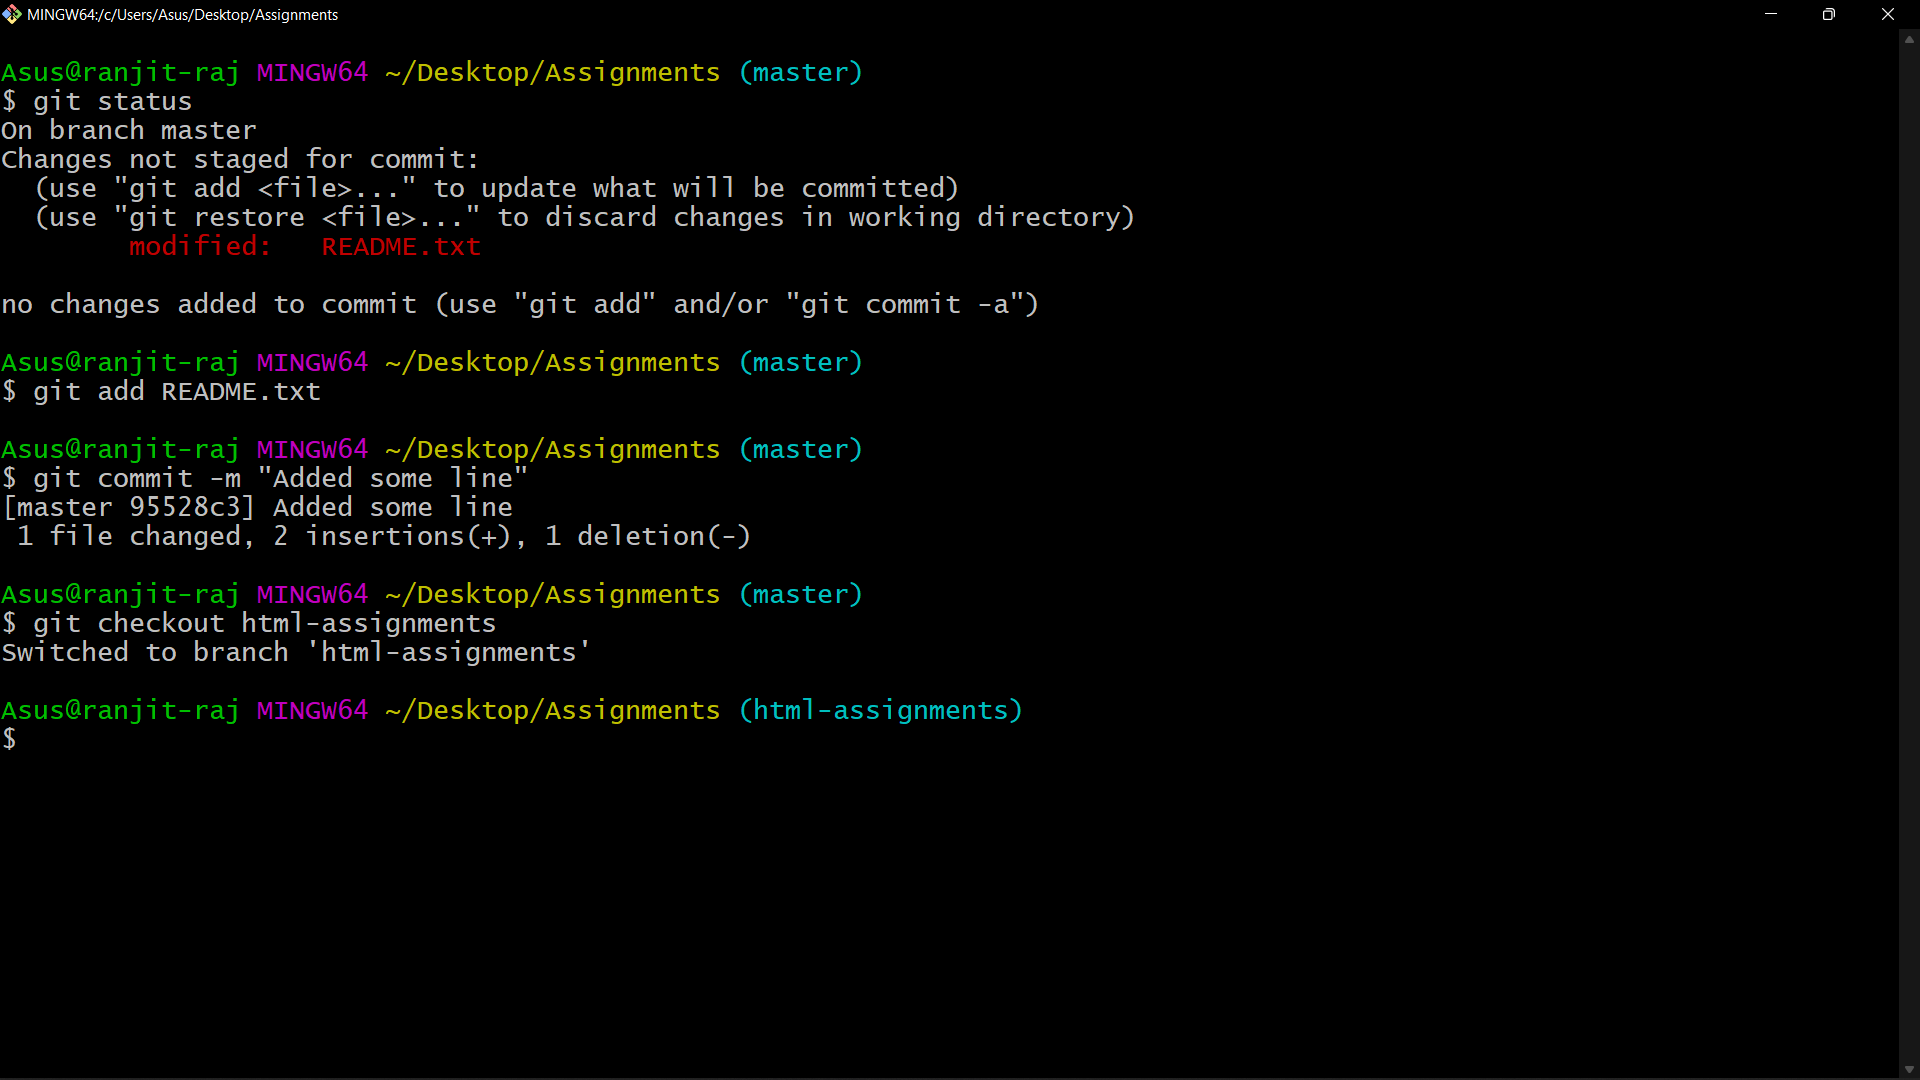 MINGW64:/c/Users/Asus/Desktop/Assignments
Asus@ranjit-raj MINGW64 ~/Desktop/Assignments (master)
$ git status
On branch master
Changes not staged for commit:
  (use "git add <file>..." to update what will be committed)
  (use "git restore <file>..." to discard changes in working directory)
        modified:   README.txt
no changes added to commit (use "git add" and/or "git commit -a")
Asus@ranjit-raj MINGW64 ~/Desktop/Assignments (master)
$ git add README.txt
Asus@ranjit-raj MINGW64 ~/Desktop/Assignments (master)
$ git commit -m "Added some line"
[master 95528c3] Added some line
 1 file changed, 2 insertions(+), 1 deletion(-)
Asus@ranjit-raj MINGW64 ~/Desktop/Assignments (master)
$ git checkout html-assignments
Switched to branch 'html-assignments'
Asus@ranjit-raj MINGW64 ~/Desktop/Assignments (html-assignments)
$